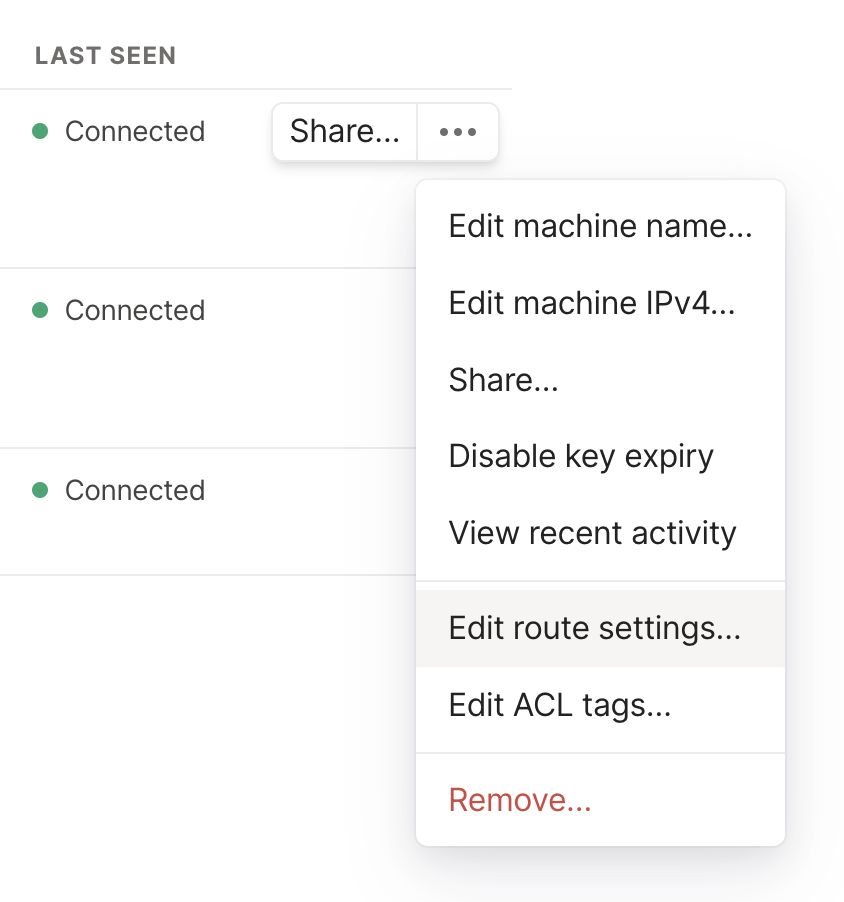 LAST SEEN
Connected
Share...
Edit machine name...
Edit machine IPv4...
Connected
Share...
Disable key expiry
Connected
View recent activity
Edit route settings...
Edit ACL tags...
Remove...